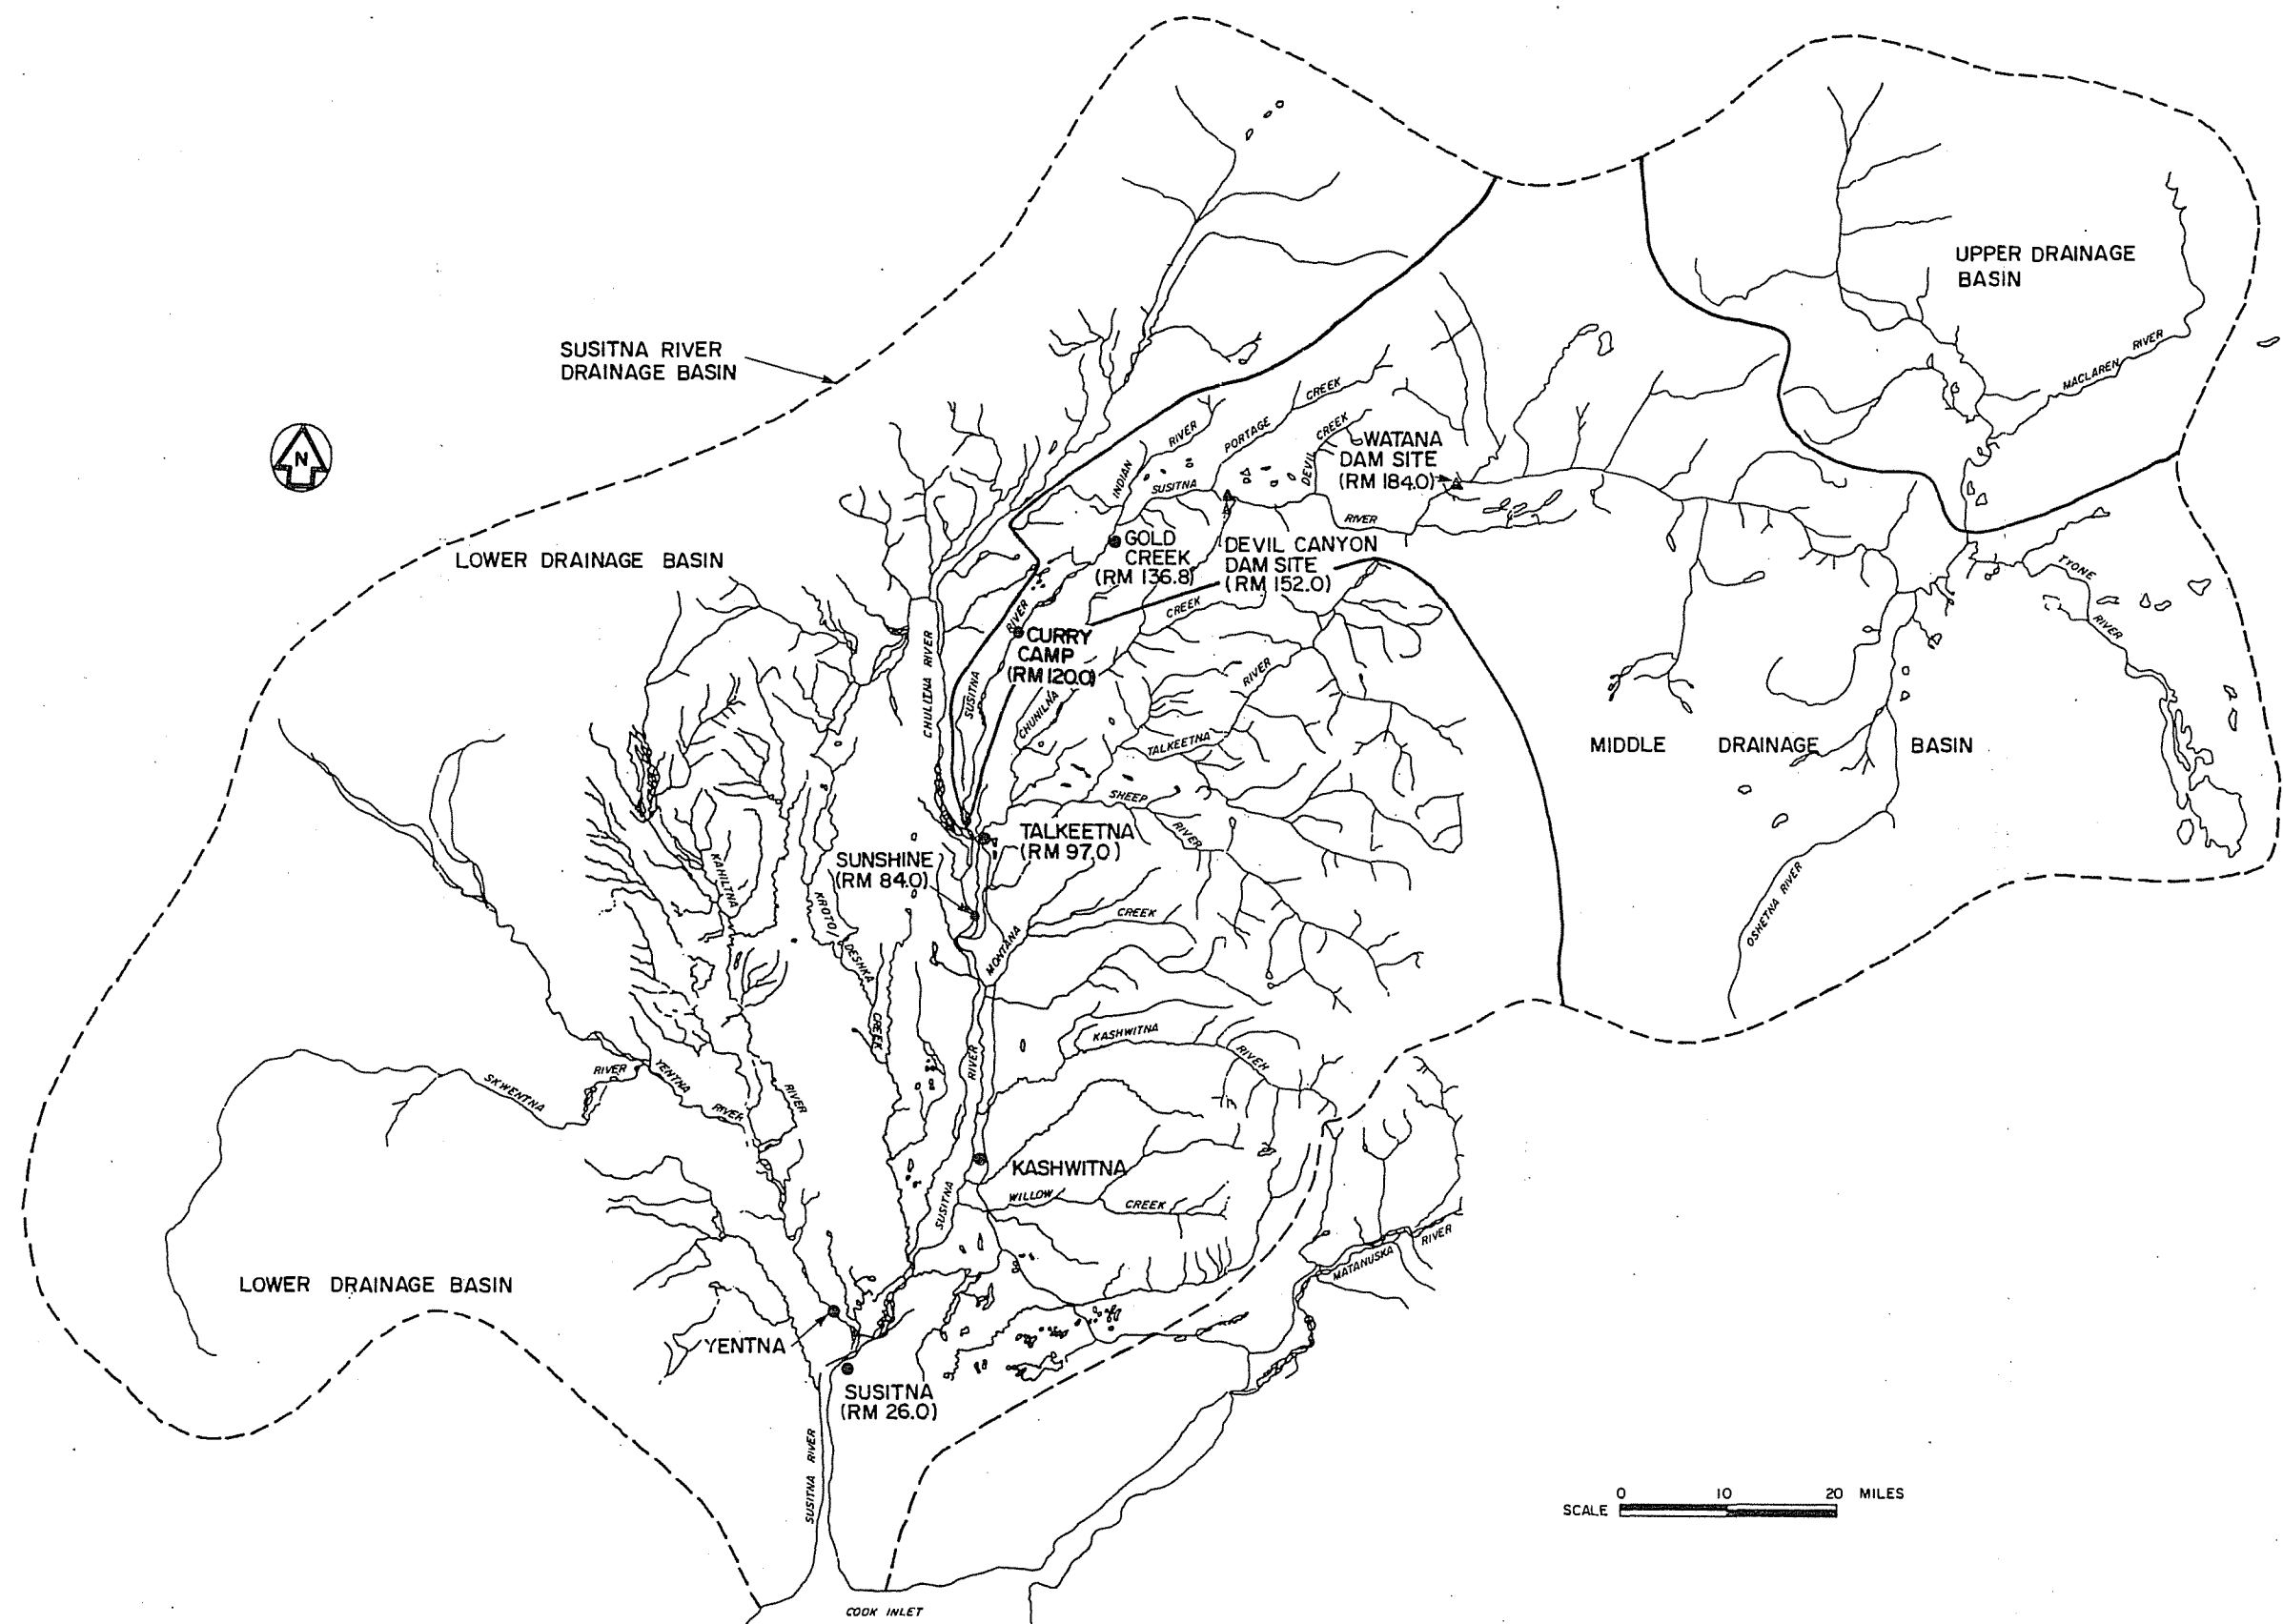 UPPER DRAINAGE
BASIN
SUSITNA RIVER
DRAINAGE BASIN
MACLAREN RIVER
N
CREEK
PORTAGE
RIVER
INDIAN
CREEK
DEVIL
WATANA
DAM SITE
(RM 184.0)
SUSITNA
RIVER
GOLD
CREEK
(RM 136.8)
DEVIL CANYON
DAM SITE
(RM 152.0)
LOWER DRAINAGE BASIN
TYONE
RIVER
CREEK
RIVER
CURRY
CAMP
(RM 120.0)
CHULITNA RIVER
SUSITNA
CHUNILNA
RIVER
TALKEETNA
MIDDLE DRAINAGE BASIN
SHEEP
RIVER
TALKEETNA
(RM 97.0)
SUNSHINE
(RM 84.0)
KAHILTNA
KROTO/
DESHKA
CREEK
CREEK
MONTANA
OSHETNA RIVER
KASHWITNA
RIVER
RIVER
SKWENTNA
RIVER
YENTNA
RIVER
RIVER
KASHWITNA
WILLOW
CREEK
SUSITNA
MATANUSKA
RIVER
LOWER DRAINAGE BASIN
YENTNA
SUSITNA
(RM 26.0)
SUSITNA RIVER
0 10 20 MILES
SCALE
COOK INLET